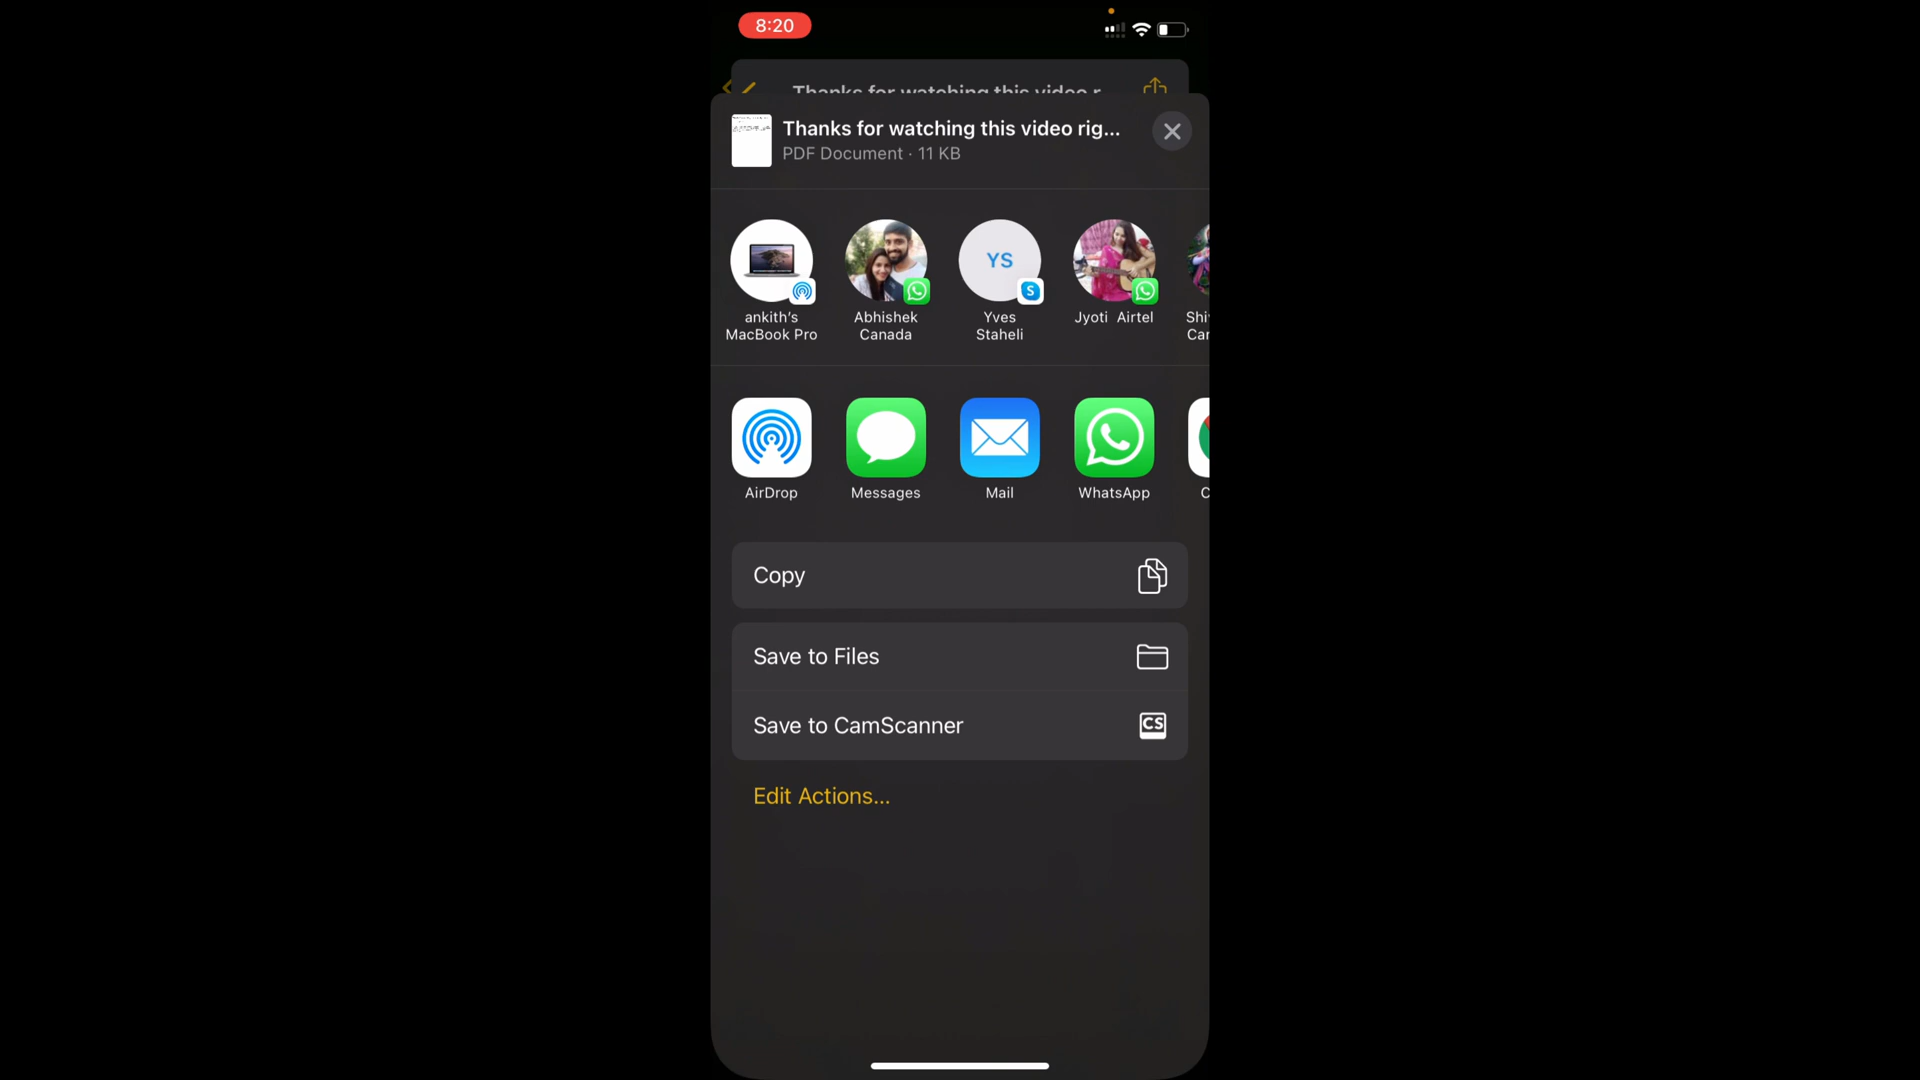 8:20
Thanks for watching this video r
Thanks for watching this video rig...
PDF Document · 11 KB
YS
S
ankith's
MacBook Pro
Abhishek
Canada
Yves
Staheli
Jyoti Airtel
AirDrop
Messages
Mail
WhatsApp
Copy
Save to Files
Save to CamScanner
CS
Edit Actions...